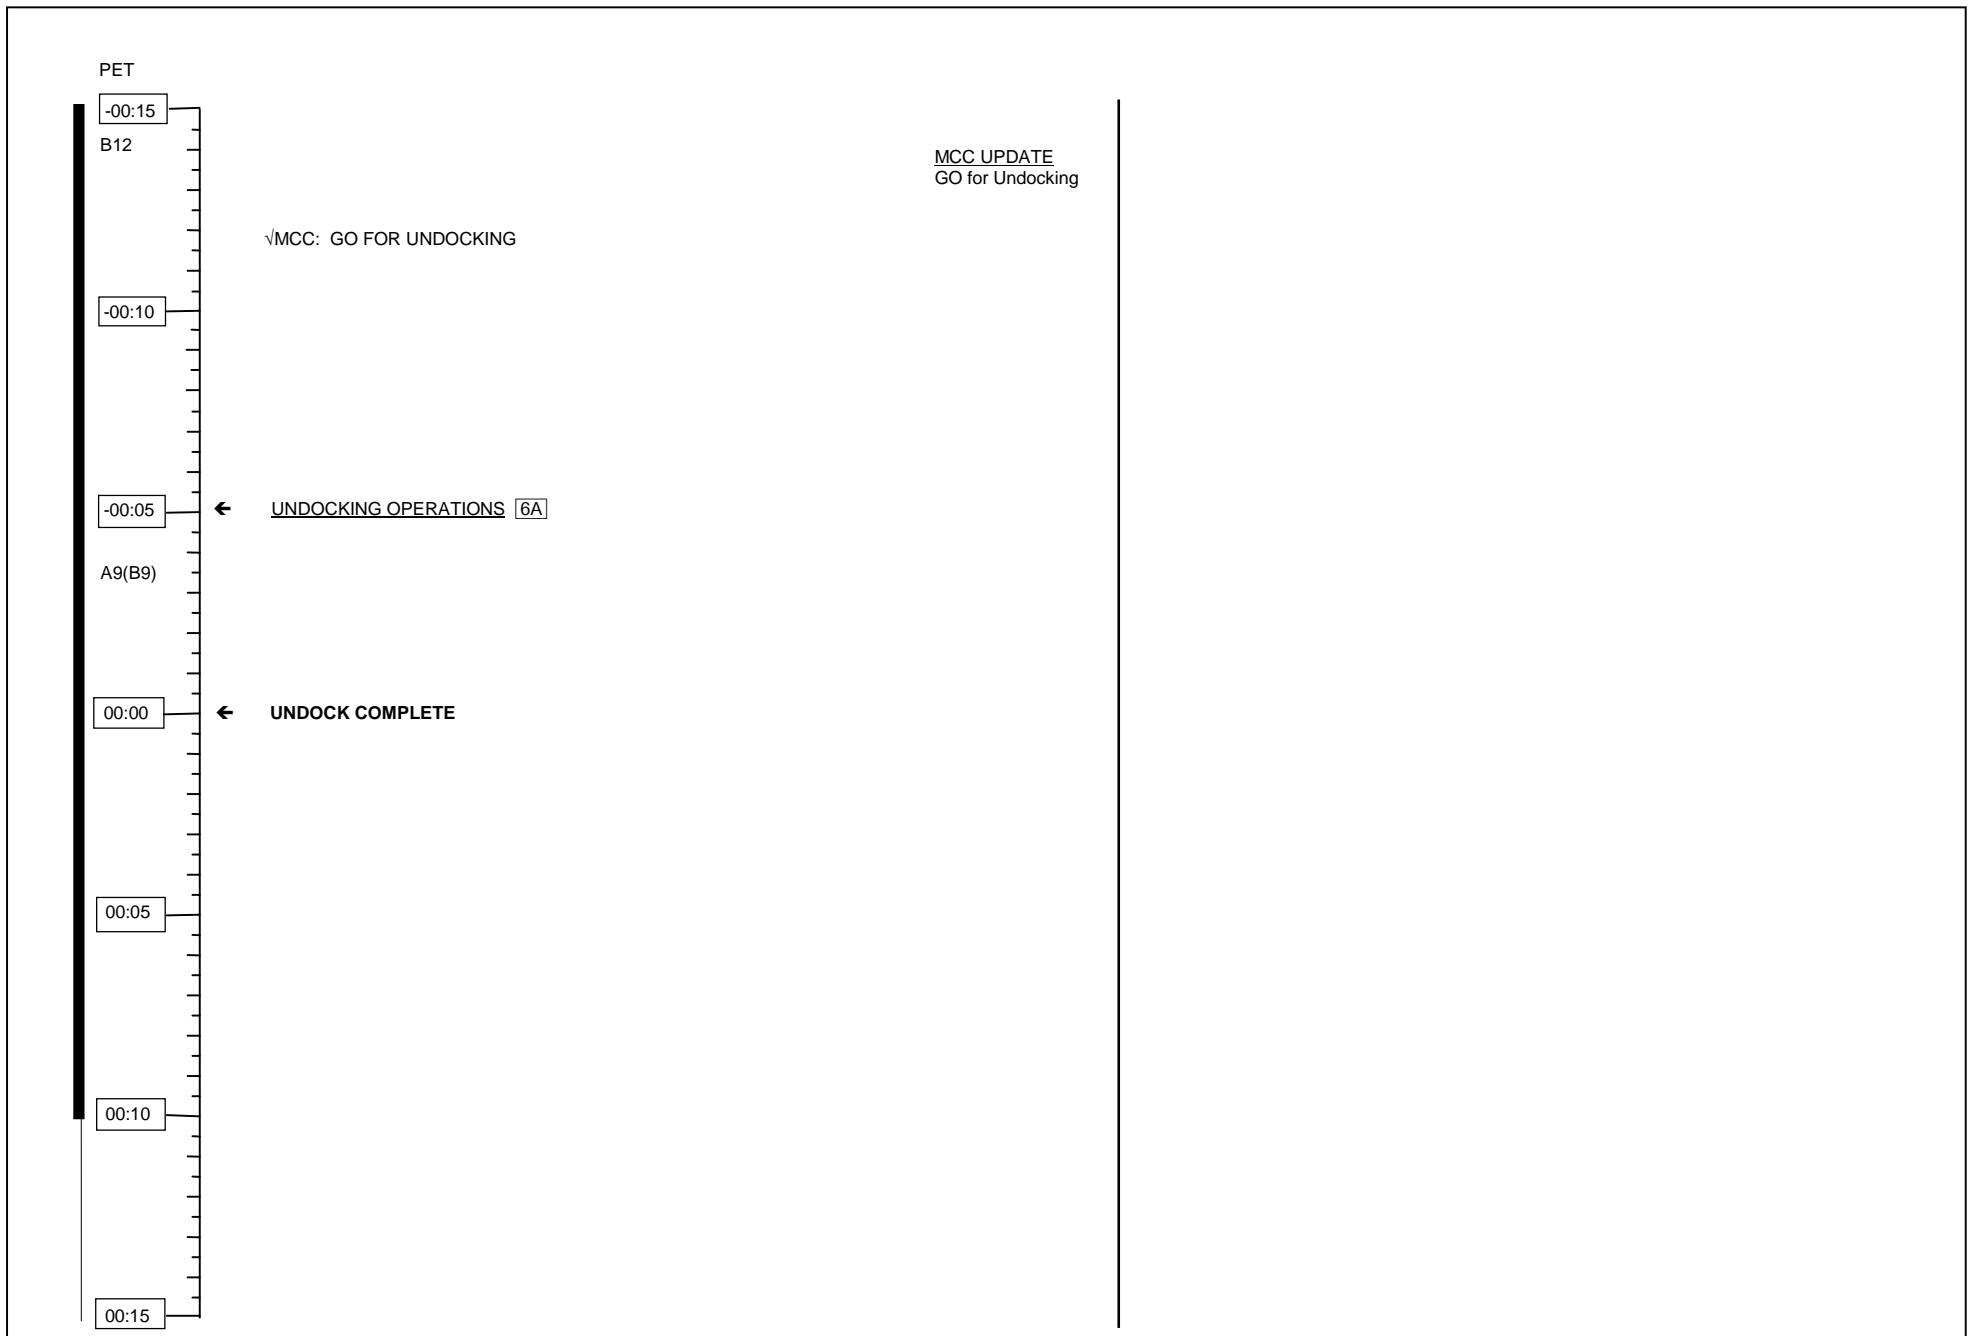 PET
-00:15
B12
MCC UPDATE
GO for Undocking
√MCC: GO FOR UNDOCKING
-00:10
-00:05
UNDOCKING OPERATIONS 6A
A9(B9)
00:00
UNDOCK COMPLETE
00:05
00:10
00:15